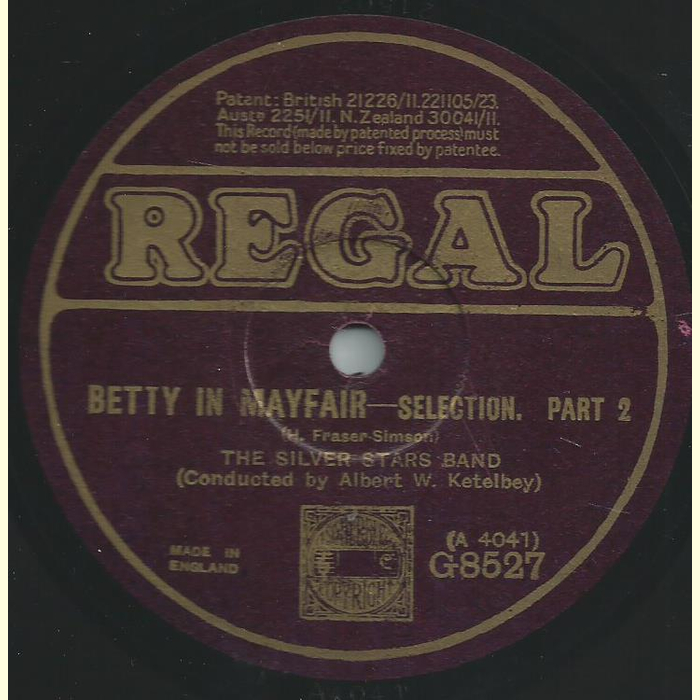 Patent: British 21226/11.221105/23.
Austn 2251/11. N. Zealand 30041/11.
This Record (made by patented process) must
not be sold below price fixed by patentee.
REGAL
BETTY IN MAYFAIR—SELECTION. PART 2
(H. Fraser-Simson)
THE SILVER STARS BAND
(Conducted by Albert W. Ketelbey)
MADE IN
ENGLAND
COPYRIGHT
(A 4041)
G8527